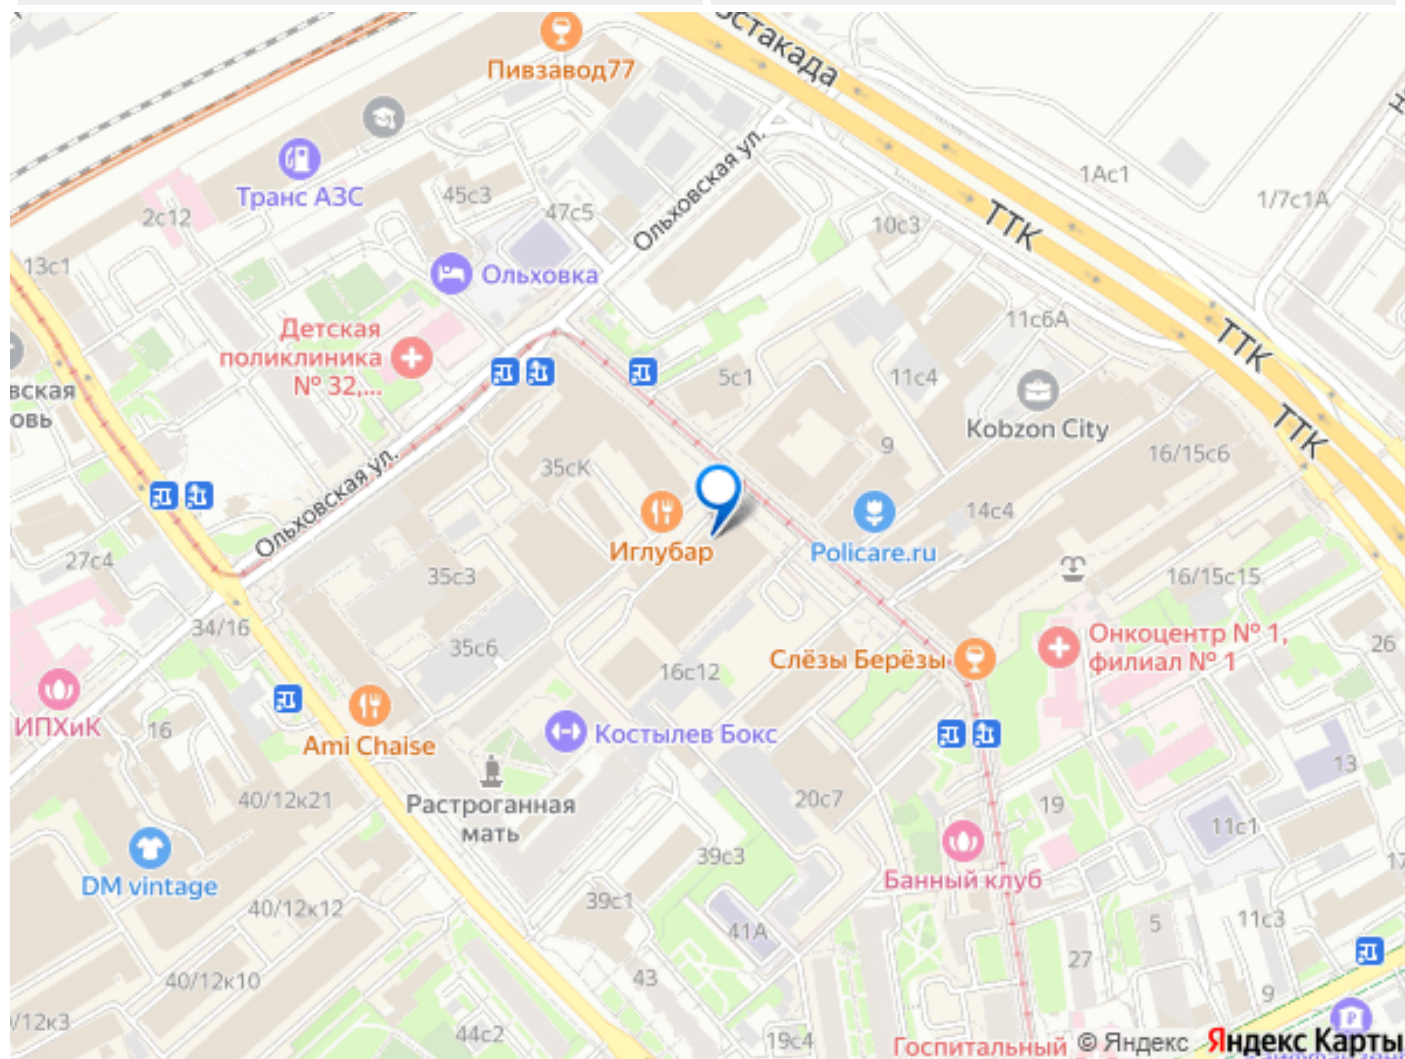 Эстакада
Пивзавод77
Транс АЗС
45с3
47с5
2с12
Ольховская ул.
1Ас1
1/7с1А
10с3
ТТК
13с1
Ольховка
Детская
поликлиника
№ 32,...
11с6А
ТТК
вская
овь
5с1
11с4
Kobzon City
ТТК
9
16/15с6
35сК
Ольховская ул.
14с4
Иглубар
Policare.ru
27с4
35с3
16/15с15
34/16
35с6
16с12
Слёзы Берёзы
Онкоцентр № 1,
филиал № 1
26
ИПХиК
16
Ami Chaise
Костылев Бокс
13
40/12к21
Растроганная
мать
20с7
19
11с1
DM vintage
39с3
Банный клуб
17
40/12к12
39с1
41А
5
11с3
40/12к10
43
27
9
/12к3
44с2
19с4
Госпитальный
© Яндекс Яндекс Карты